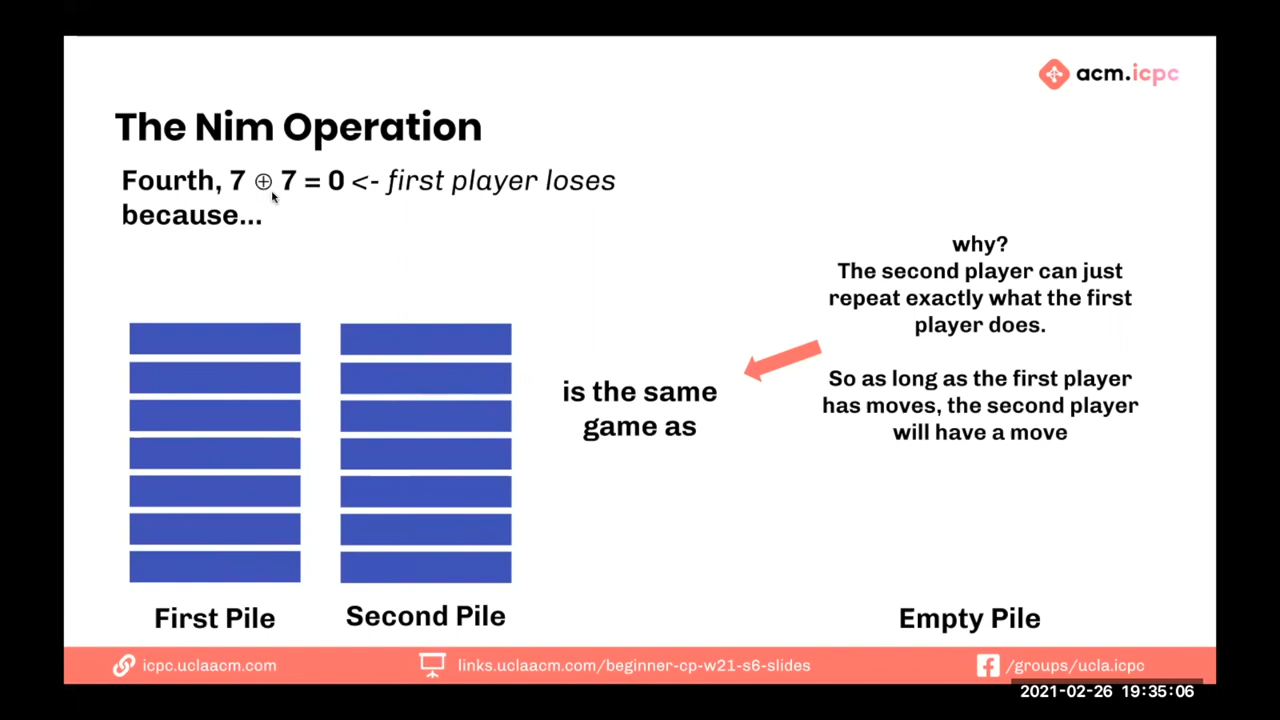 acm.icpc
The Nim Operation
Fourth, 7 ⊕ 7 = 0 <- first player loses
because...
why?
The second player can just
repeat exactly what the first
player does.
So as long as the first player
has moves, the second player
will have a move
is the same
game as
First Pile
Second Pile
Empty Pile
icpc.uclaacm.com
links.uclaacm.com/beginner-cp-w21-s6-slides
/groups/ucla.icpc
2021-02-26 19:35:06